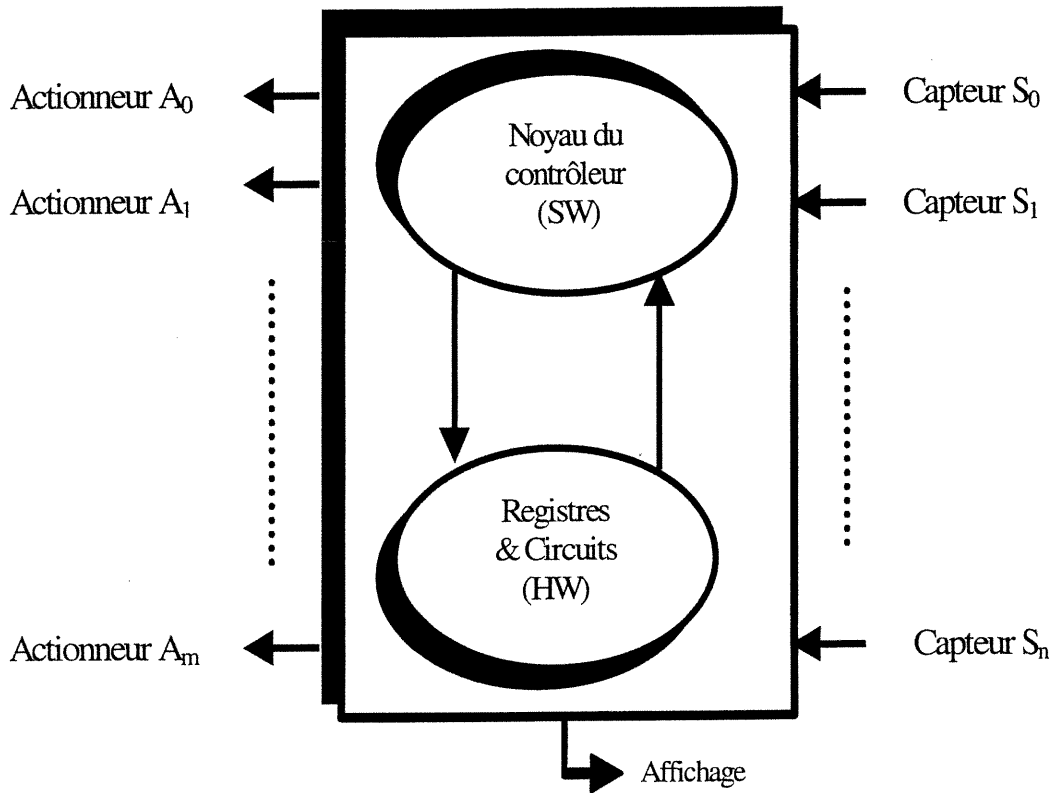 Actionneur A0
Capteur S0
Noyau du
contrôleur
(SW)
Actionneur A1
Capteur S1
Registres
& Circuits
(HW)
Actionneur Am
Capteur Sn
Affichage